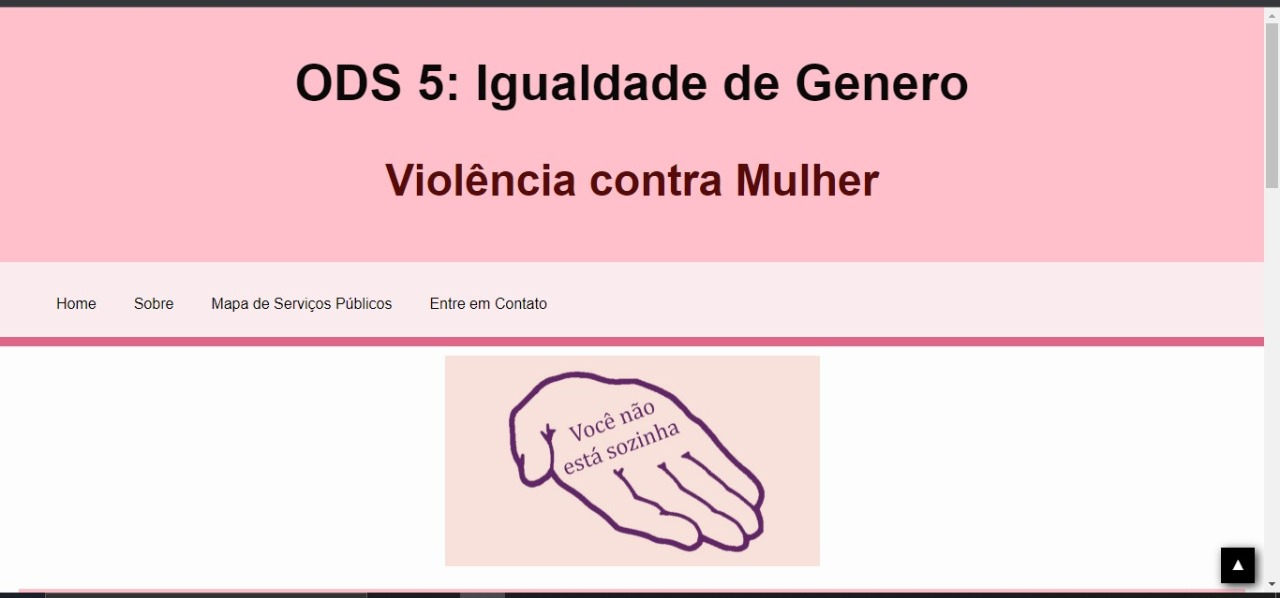 ODS 5: Igualdade de Genero
Violência contra Mulher
Home Sobre Mapa de Serviços Públicos Entre em Contato
Você não
está sozinha